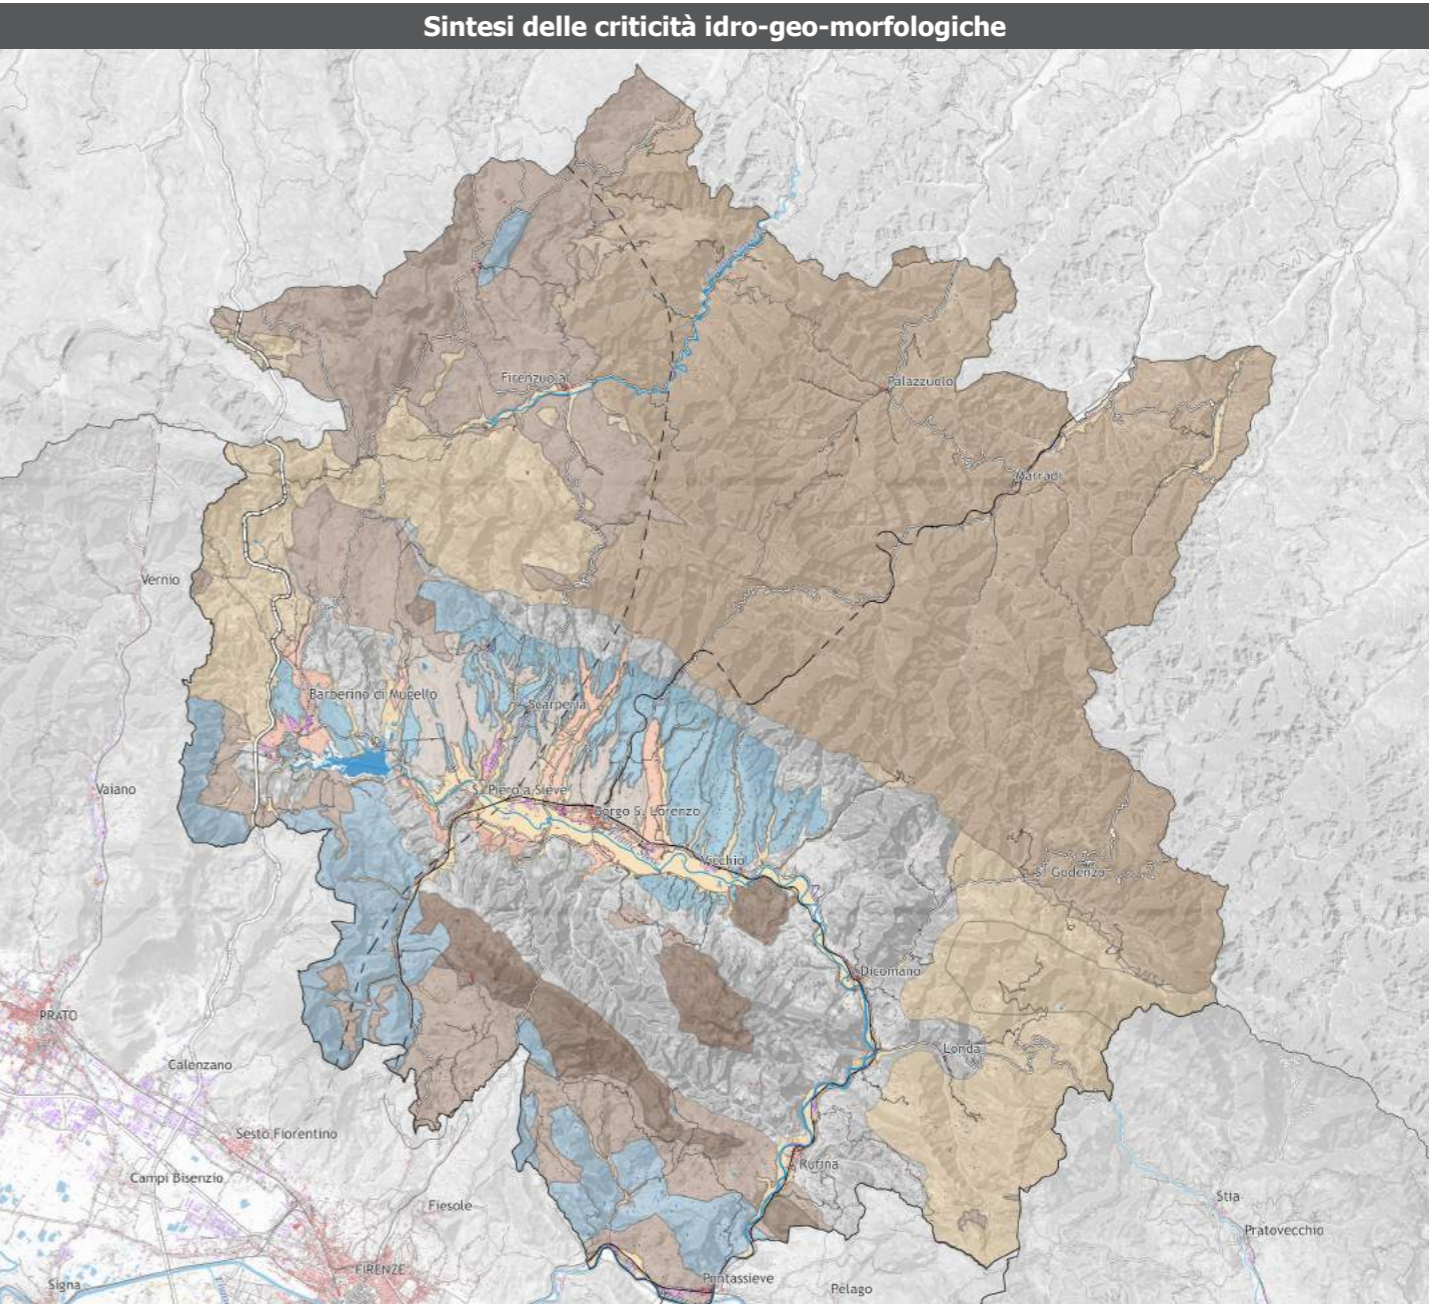 Sintesi delle criticità idro-geo-morfologiche
Firenzuola
Palazzuolo
Marradi
Vernio
Barberino di Mugello
Scarperia
Vaiano
S. Piero a Sieve
Borgo S. Lorenzo
Vicchio
S. Godenzo
Dicomano
PRATO
Londa
Calenzano
Sesto Fiorentino
Rufina
Campi Bisenzio
Fiesole
Stia
Pratovecchio
FIRENZE
Pontassieve
Signa
Pelago